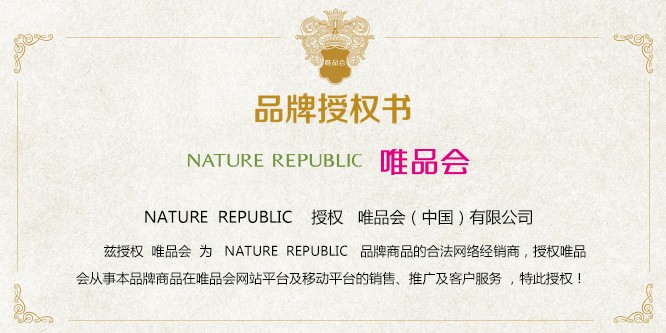 唯品会
品牌授权书
NATURE REPUBLIC 唯品会
NATURE REPUBLIC 授权 唯品会（中国）有限公司
兹授权 唯品会 为 NATURE REPUBLIC 品牌商品的合法网络经销商，授权唯品
会从事本品牌商品在唯品会网站平台及移动平台的销售、推广及客户服务 ，特此授权！